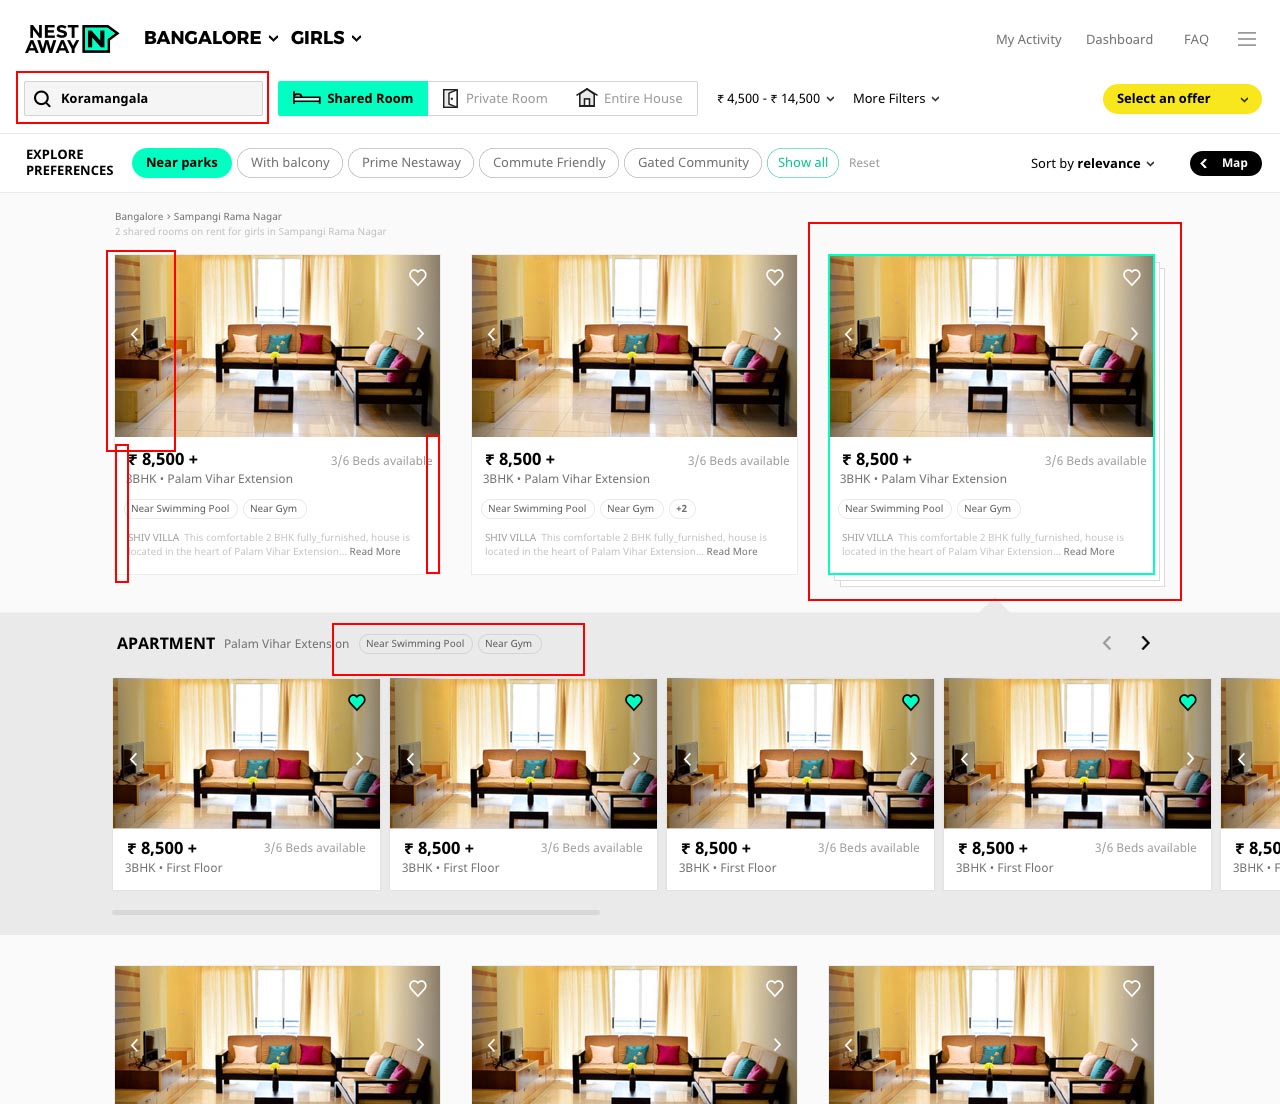 NEST AWAY N
BANGALORE GIRLS
My Activity Dashboard FAQ
Koramangala
Shared Room Private Room Entire House
₹ 4,500 - ₹ 14,500 More Filters
Select an offer
EXPLORE
PREFERENCES
Near parks With balcony Prime Nestaway Commute Friendly Gated Community Show all Reset
Sort by relevance
Map
Bangalore › Sampangi Rama Nagar
2 shared rooms on rent for girls in Sampangi Rama Nagar
₹ 8,500 + 3/6 Beds available
3BHK • Palam Vihar Extension
Near Swimming Pool Near Gym
SHIV VILLA This comfortable 2 BHK fully_furnished, house is
located in the heart of Palam Vihar Extension... Read More
₹ 8,500 + 3/6 Beds available
3BHK • Palam Vihar Extension
Near Swimming Pool Near Gym +2
SHIV VILLA This comfortable 2 BHK fully_furnished, house is
located in the heart of Palam Vihar Extension... Read More
₹ 8,500 + 3/6 Beds available
3BHK • Palam Vihar Extension
Near Swimming Pool Near Gym
SHIV VILLA This comfortable 2 BHK fully_furnished, house is
located in the heart of Palam Vihar Extension... Read More
APARTMENT Palam Vihar Extension Near Swimming Pool Near Gym
₹ 8,500 + 3/6 Beds available
3BHK • First Floor
₹ 8,500 + 3/6 Beds available
3BHK • First Floor
₹ 8,500 + 3/6 Beds available
3BHK • First Floor
₹ 8,500 + 3/6 Beds available
3BHK • First Floor
₹ 8,50
3BHK • F